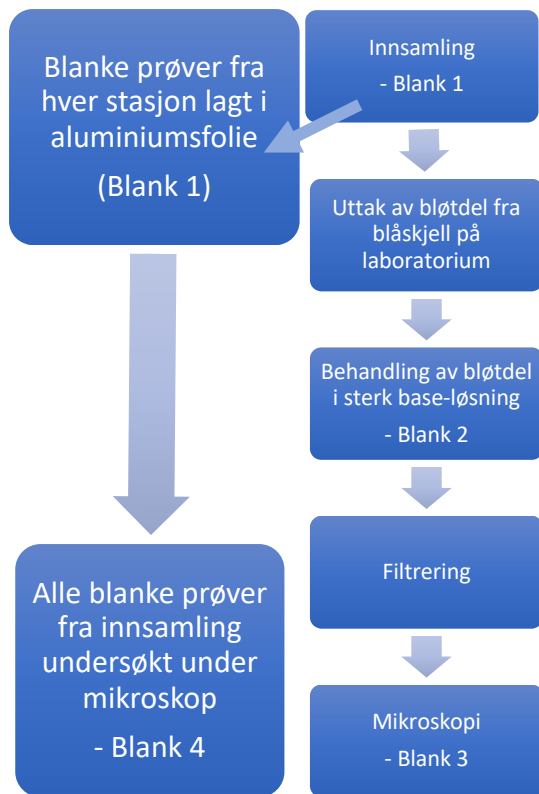 Blanke prøver fra
hver stasjon lagt i
aluminiumsfolie
(Blank 1)
Alle blanke prøver
fra innsamling
undersøkt under
mikroskop
- Blank 4
Innsamling
- Blank 1
Uttak av bløtdel fra
blåskjell på
laboratorium
Behandling av bløtdel
i sterk base-løsning
- Blank 2
Filtrering
Mikroskopi
- Blank 3